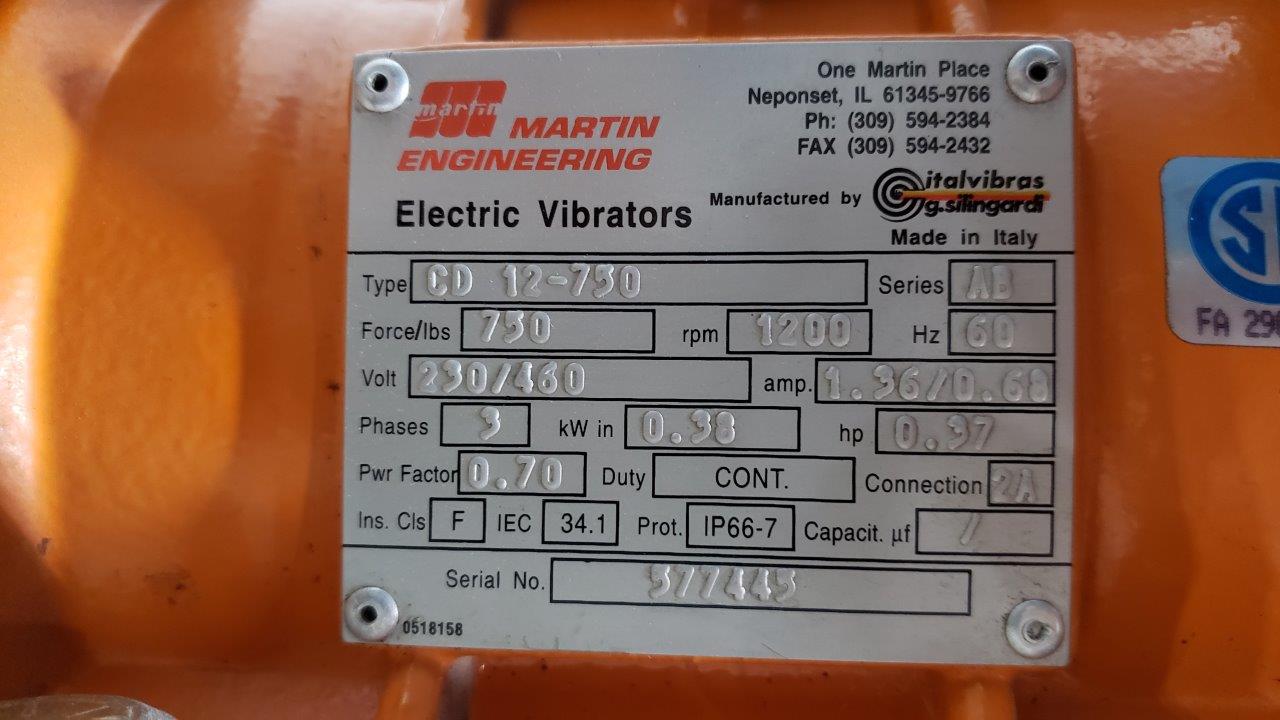 martin
MARTIN
ENGINEERING
One Martin Place
Neponset, IL 61345-9766
Ph: (309) 594-2384
FAX (309) 594-2432
Electric Vibrators
Manufactured by italvibras
g.silingardi
Made in Italy
Type CD 12-750 Series AB
Force/lbs 750 rpm 1200 Hz 60
Volt 230/460 amp. 1.36/0.68
Phases 3 kW in 0.38 hp 0.37
Pwr Factor 0.70 Duty CONT. Connection 2A
Ins. Cls F IEC 34.1 Prot. IP66-7 Capacit. µf /
Serial No. 577445
0518158
FA